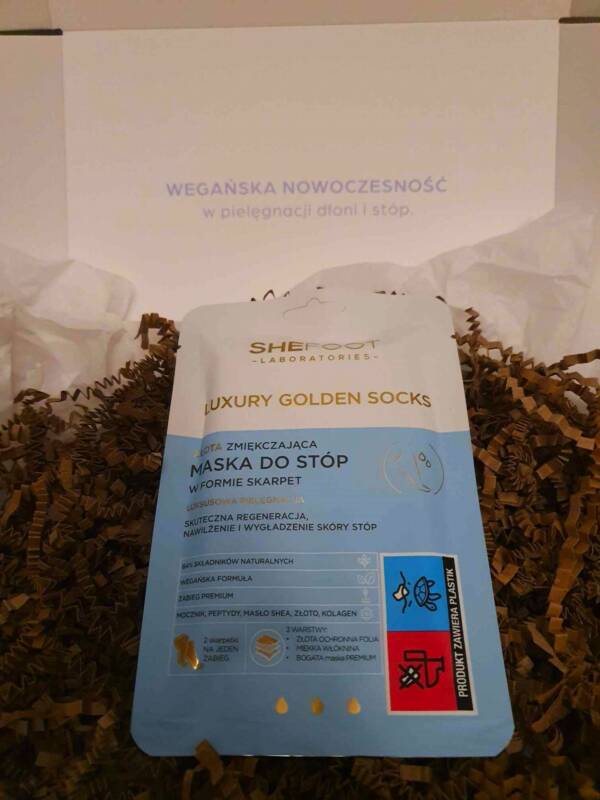 WEGAŃSKA NOWOCZESNOŚĆ
w pielęgnacji dłoni i stóp.
SHEFOOT
-LABORATORIES-
LUXURY GOLDEN SOCKS
ZŁOTA ZMIĘKCZAJĄCA
MASKA DO STÓP
W FORMIE SKARPET
LUKSUSOWA PIELĘGNACJA
SKUTECZNA REGENERACJA,
NAWILŻENIE I WYGŁADZENIE SKÓRY STÓP
94% SKŁADNIKÓW NATURALNYCH
WEGAŃSKA FORMUŁA
ZABIEG PREMIUM
MOCZNIK, PEPTYDY, MASŁO SHEA, ZŁOTO, KOLAGEN
2 skarpetki
NA JEDEN
ZABIEG
3 WARSTWY:
• ZŁOTA OCHRONNA FOLIA
• MIĘKKA WŁÓKNINA
• BOGATA maska PREMIUM
PRODUKT ZAWIERA PLASTIK